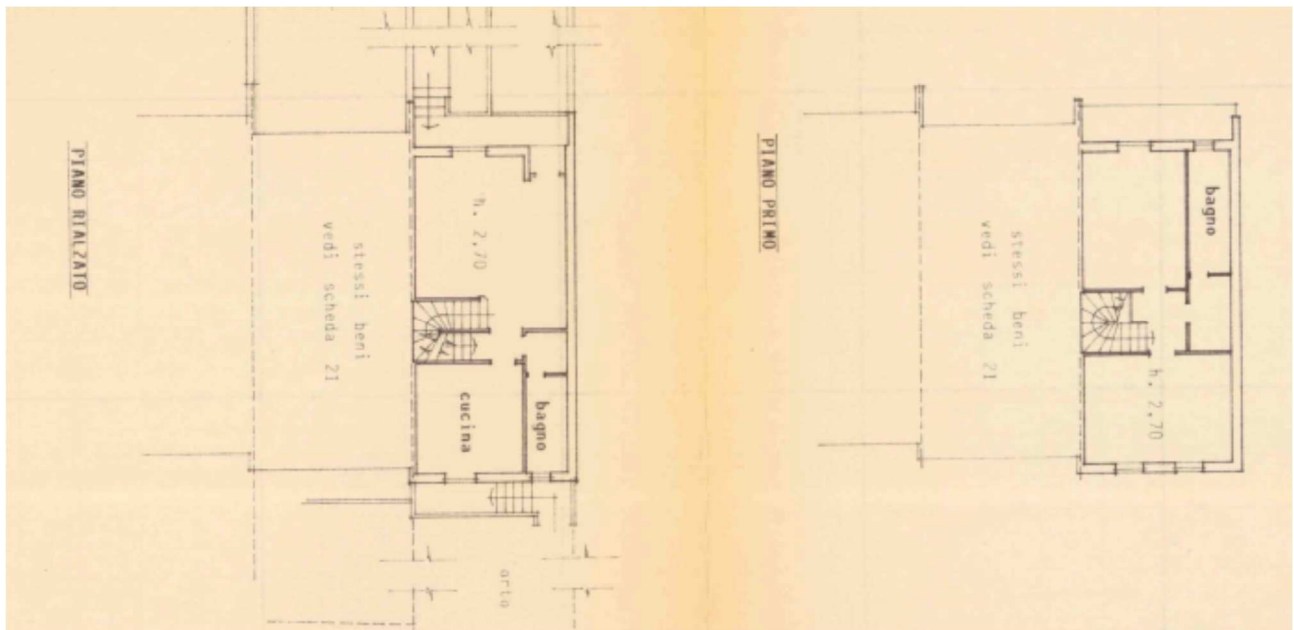 PIANO RIALZATO
stessi beni
vedi scheda 21
h. 2,70
cucina
bagno
orto
PIANO PRIMO
stessi beni
vedi scheda 21
bagno
h. 2,70